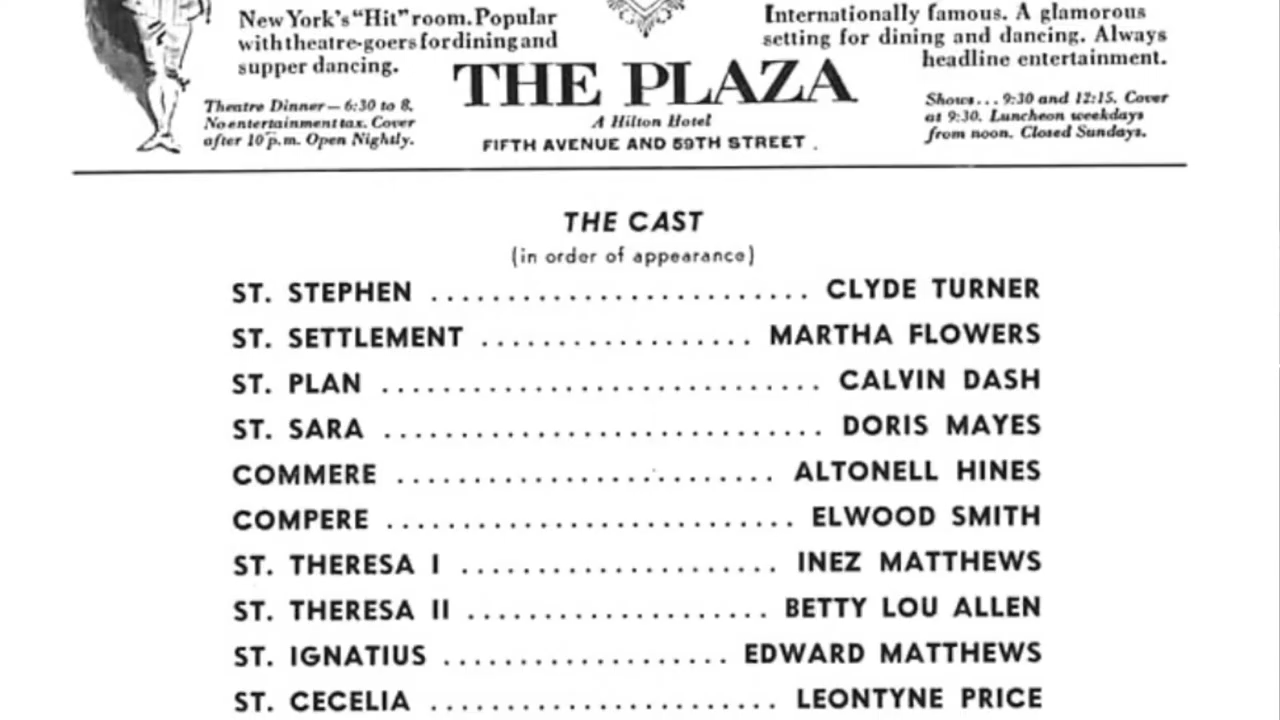 New York's "Hit" room. Popular
with theatre-goers for dining and
supper dancing.
Theatre Dinner — 6:30 to 8.
No entertainment tax. Cover
after 10 p.m. Open Nightly.
THE PLAZA
A Hilton Hotel
FIFTH AVENUE AND 59TH STREET .
Internationally famous. A glamorous
setting for dining and dancing. Always
headline entertainment.
Shows... 9:30 and 12:15. Cover
at 9:30. Luncheon weekdays
from noon. Closed Sundays.
THE CAST
(in order of appearance)
ST. STEPHEN ......................... CLYDE TURNER
ST. SETTLEMENT .................. MARTHA FLOWERS
ST. PLAN ............................. CALVIN DASH
ST. SARA ............................. DORIS MAYES
COMMERE ......................... ALTONELL HINES
COMPERE ........................... ELWOOD SMITH
ST. THERESA I ..................... INEZ MATTHEWS
ST. THERESA II .................... BETTY LOU ALLEN
ST. IGNATIUS ................... EDWARD MATTHEWS
ST. CECELIA ....................... LEONTYNE PRICE